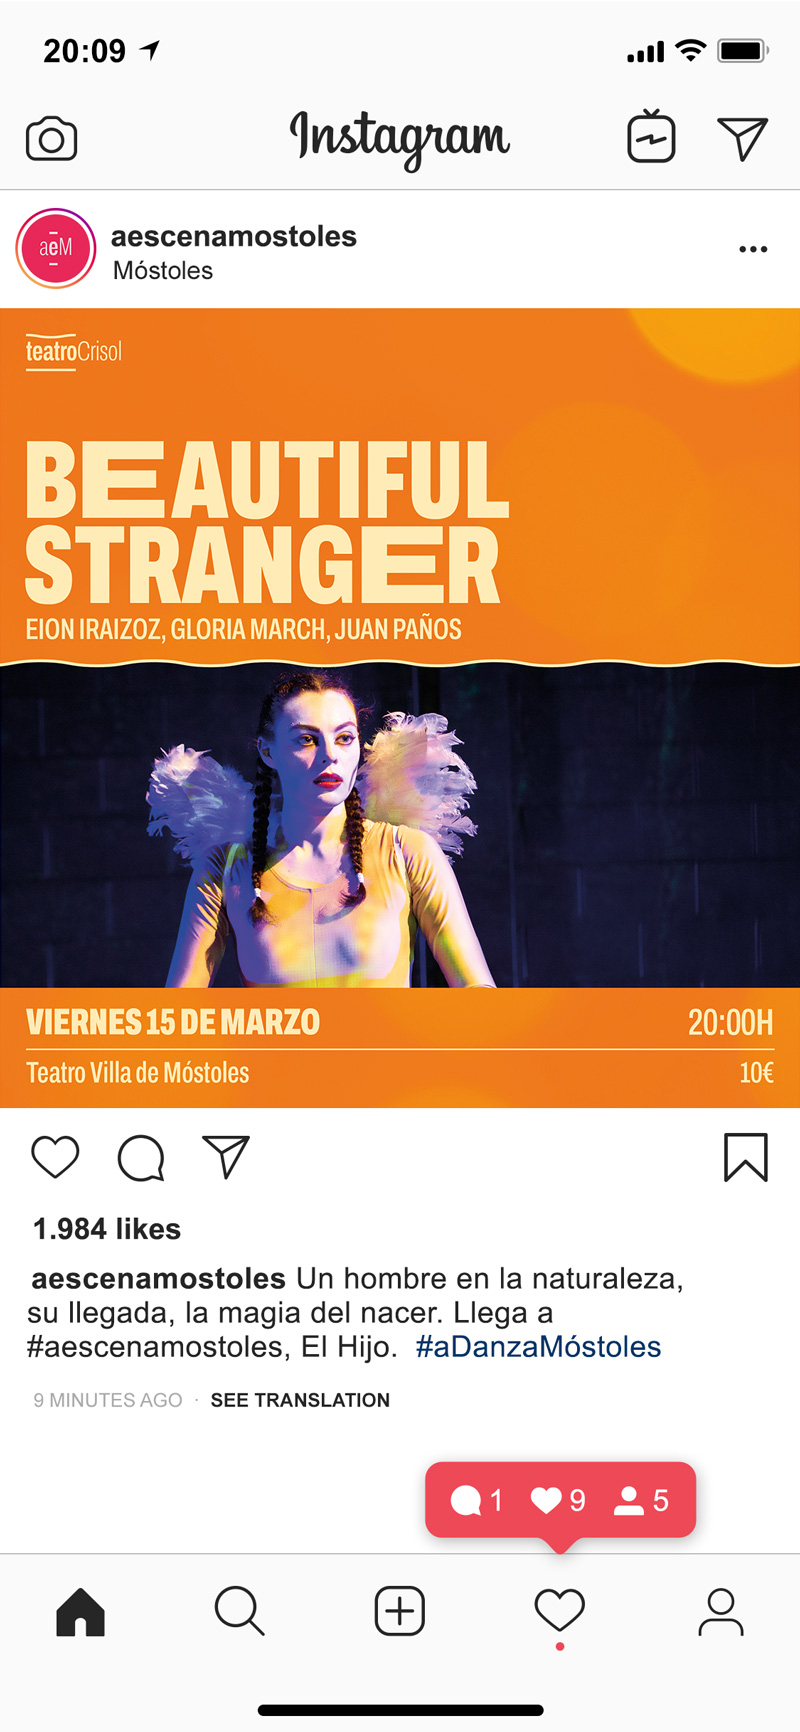 20:09
Instagram
aeM
aescenamostoles
Móstoles
teatroCrisol
BEAUTIFUL
STRANGER
EION IRAIZOZ, GLORIA MARCH, JUAN PAÑOS
VIERNES 15 DE MARZO 20:00H
Teatro Villa de Móstoles 10€
1.984 likes
aescenamostoles Un hombre en la naturaleza,
su llegada, la magia del nacer. Llega a
#aescenamostoles, El Hijo. #aDanzaMóstoles
9 MINUTES AGO · SEE TRANSLATION
1 9 5